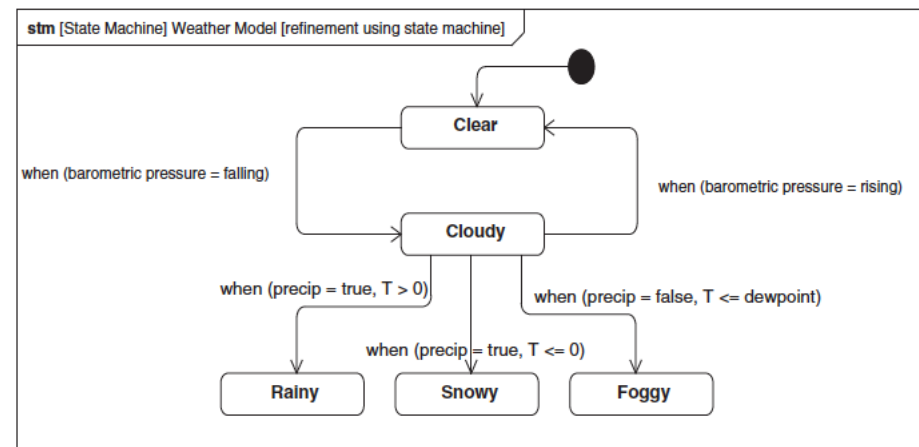 stm [State Machine] Weather Model [refinement using state machine]
Clear
when (barometric pressure = falling)
when (barometric pressure = rising)
Cloudy
when (precip = true, T > 0)
when (precip = false, T <= dewpoint)
when (precip = true, T <= 0)
Rainy
Snowy
Foggy